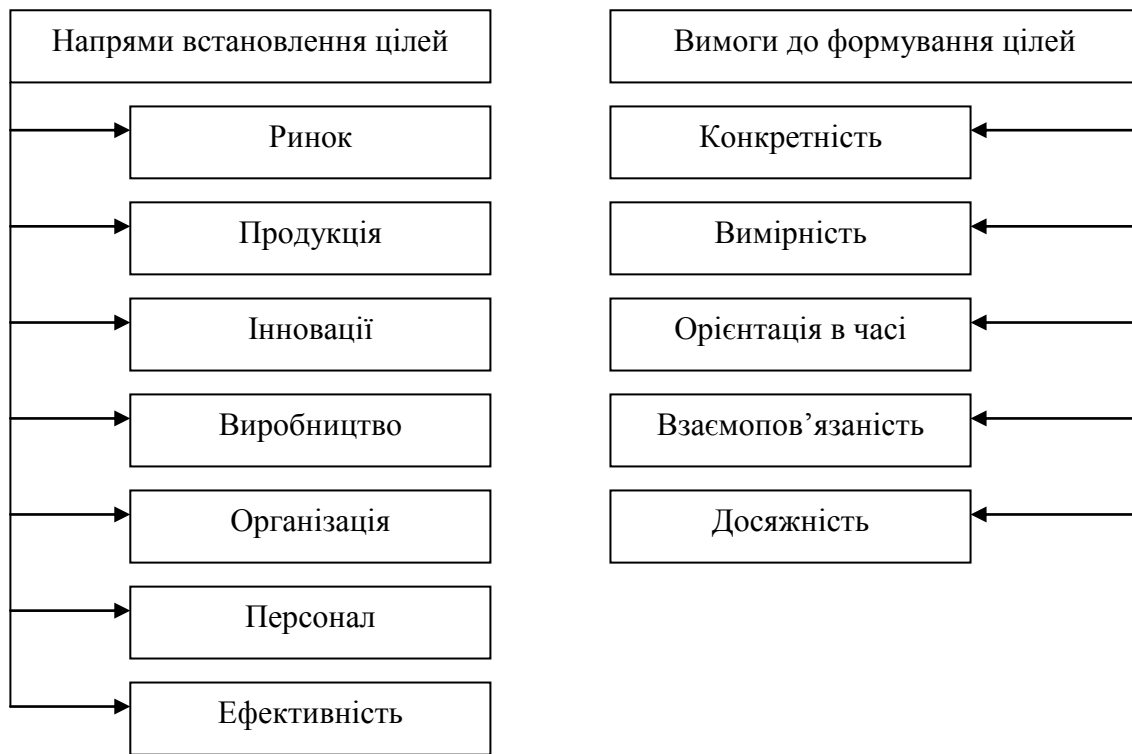 Напрями встановлення цілей
Ринок
Продукція
Інновації
Виробництво
Організація
Персонал
Ефективність
Вимоги до формування цілей
Конкретність
Вимірність
Орієнтація в часі
Взаємопов’язаність
Досяжність